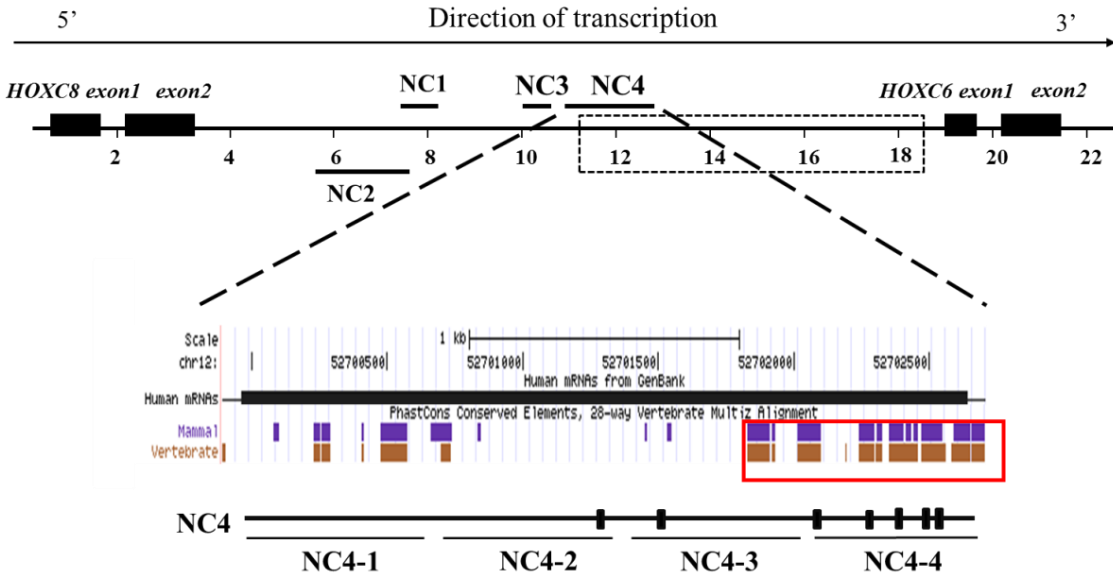 5’ Direction of transcription 3’
HOXC8 exon1 exon2 NC1 NC3 NC4 HOXC6 exon1 exon2
2 4 6 8 10 12 14 16 18 20 22
NC2
Scale 1 kb
chr12: 52700500 52701000 52701500 52702000 52702500
Human mRNAs from GenBank
Human mRNAs
PhastCons Conserved Elements, 28-way Vertebrate Multiz Alignment
Mammal
Vertebrate
NC4
NC4-1 NC4-2 NC4-3 NC4-4